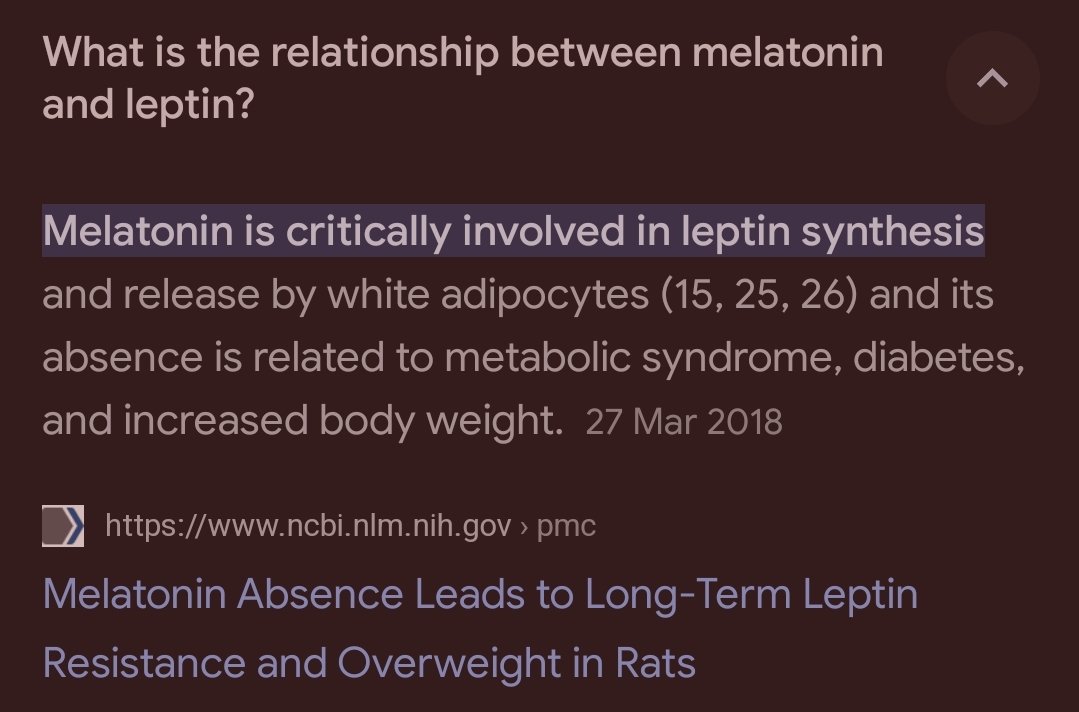 What is the relationship between melatonin
and leptin?
Melatonin is critically involved in leptin synthesis
and release by white adipocytes (15, 25, 26) and its
absence is related to metabolic syndrome, diabetes,
and increased body weight. 27 Mar 2018
https://www.ncbi.nlm.nih.gov › pmc
Melatonin Absence Leads to Long-Term Leptin
Resistance and Overweight in Rats